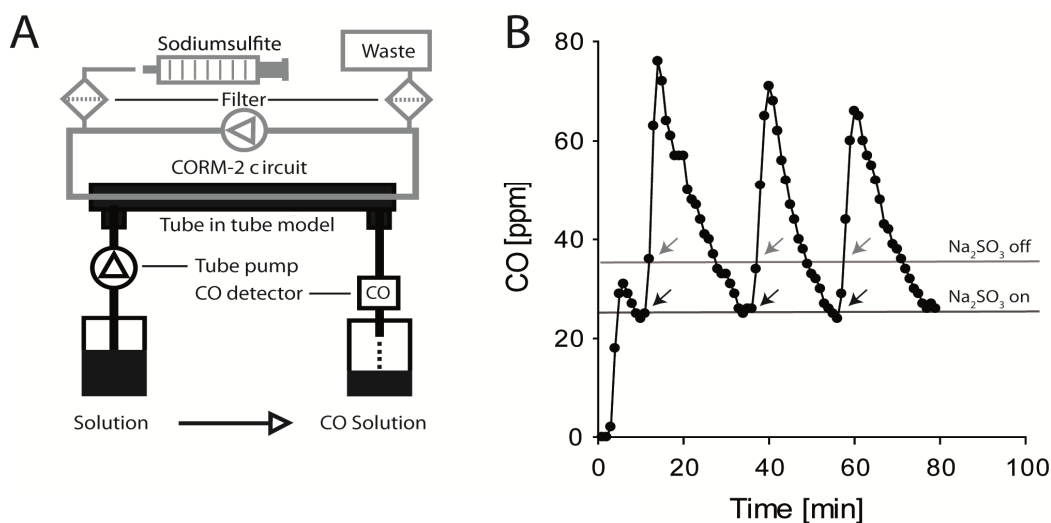 A
Sodiumsulfite
Waste
Filter
CORM-2 circuit
Tube in tube model
Tube pump
CO detector
CO
Solution
CO Solution
B
80
60
40
20
0
CO [ppm]
Na₂SO₃ off
Na₂SO₃ on
0 20 40 60 80 100
Time [min]